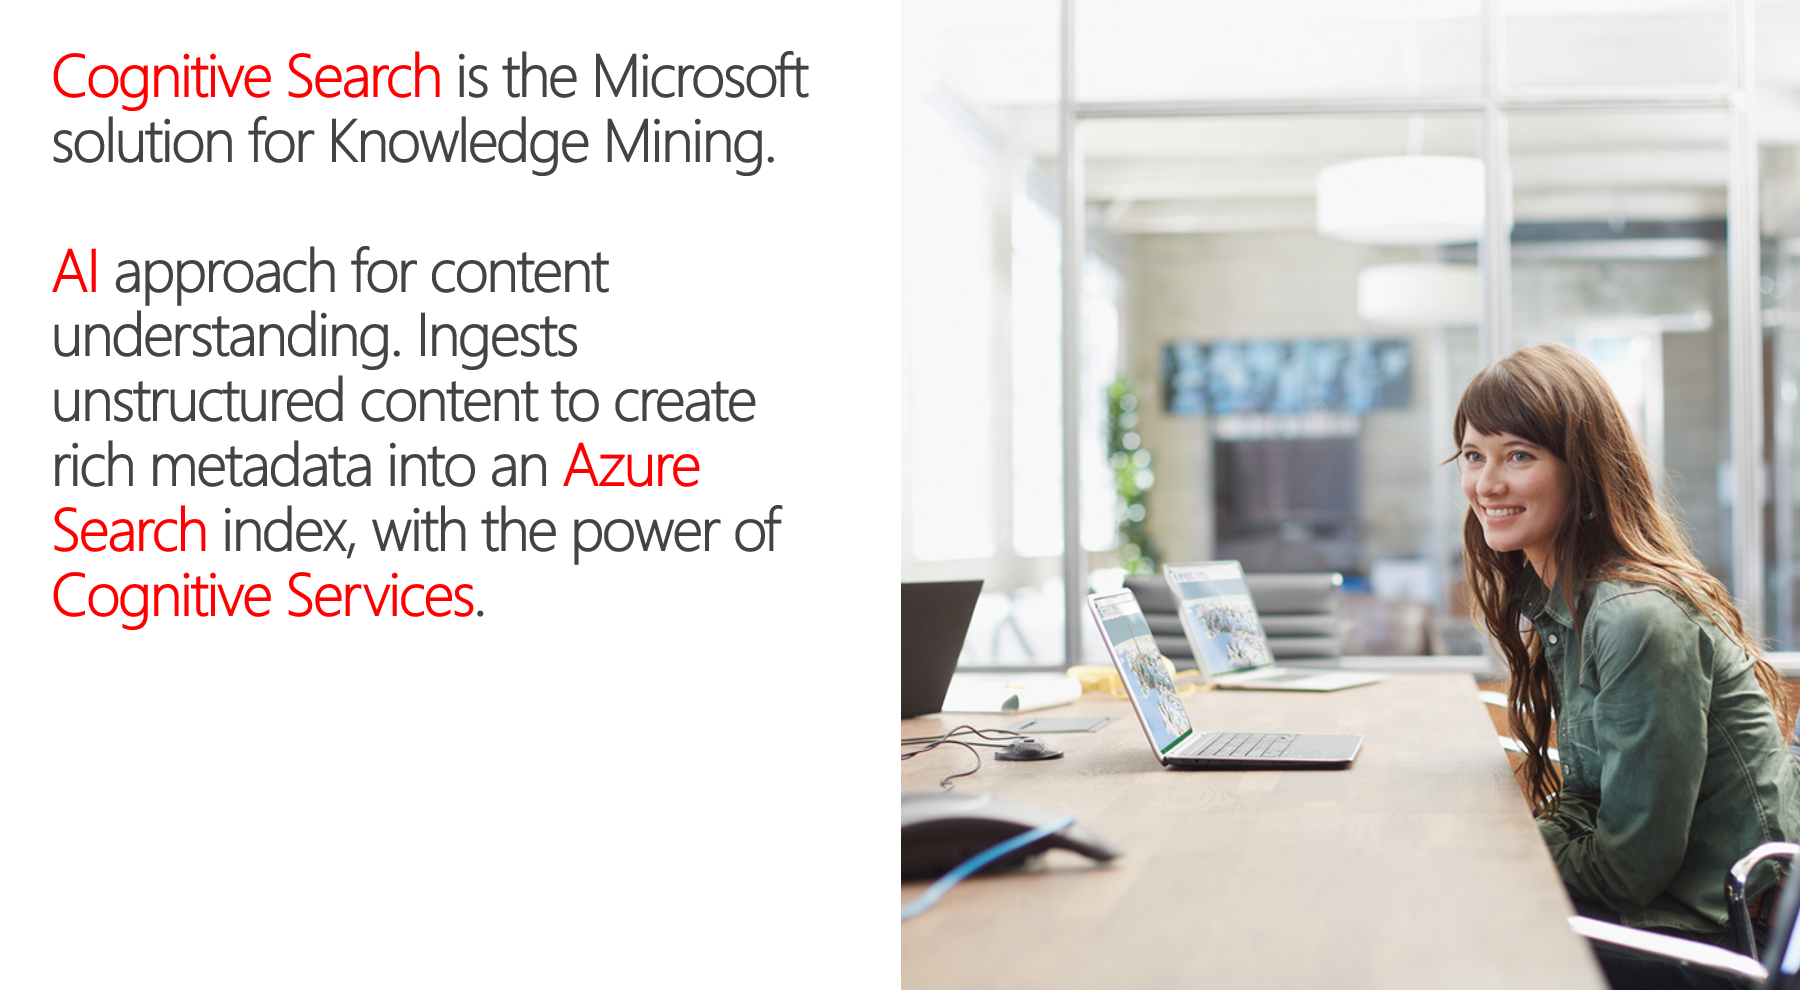 Cognitive Search is the Microsoft
solution for Knowledge Mining.
AI approach for content
understanding. Ingests
unstructured content to create
rich metadata into an Azure
Search index, with the power of
Cognitive Services.